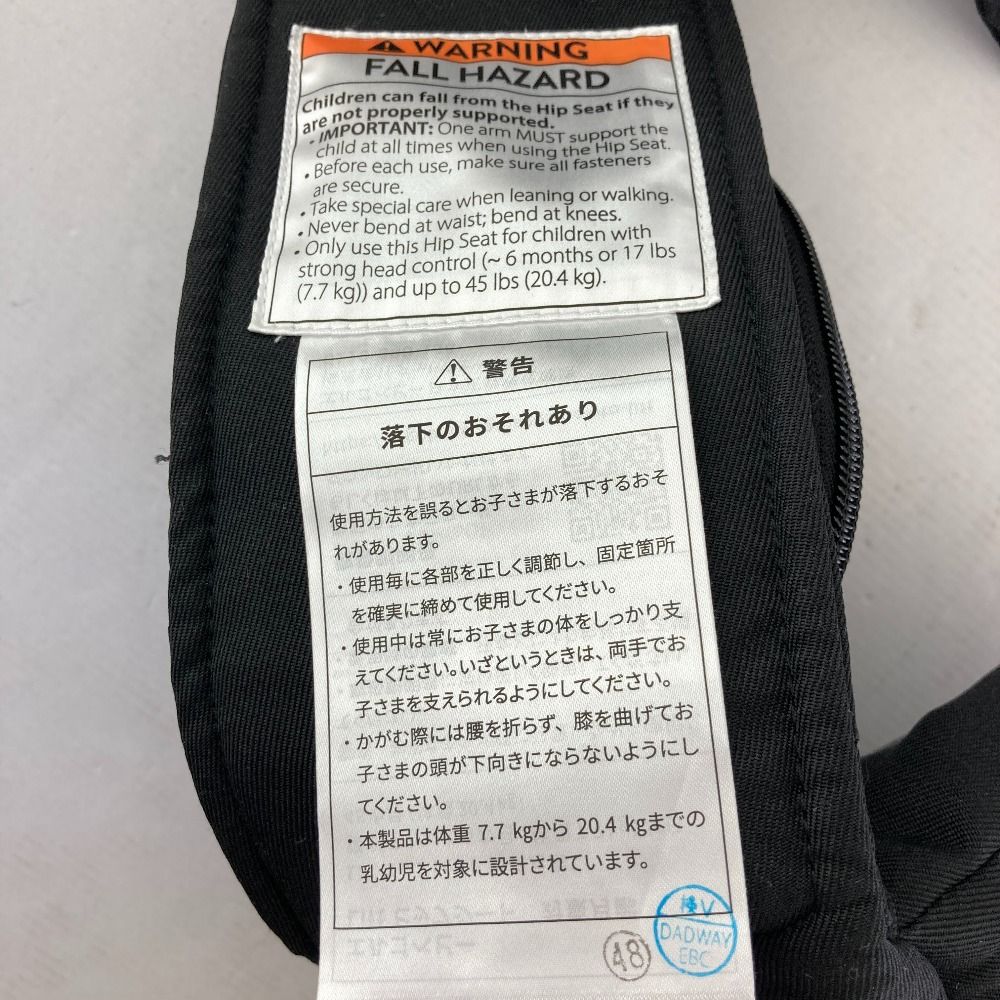 ⚠ WARNING
FALL HAZARD
Children can fall from the Hip Seat if they
are not properly supported.
• IMPORTANT: One arm MUST support the
child at all times when using the Hip Seat.
• Before each use, make sure all fasteners
are secure.
• Take special care when leaning or walking.
• Never bend at waist; bend at knees.
• Only use this Hip Seat for children with
strong head control (~ 6 months or 17 lbs
(7.7 kg)) and up to 45 lbs (20.4 kg).
⚠ 警告
落下のおそれあり
使用方法を誤るとお子さまが落下するおそ
れがあります。
・使用毎に各部を正しく調節し、固定箇所
を確実に締めて使用してください。
・使用中は常にお子さまの体をしっかり支
えてください。いざというときは、両手でお
子さまを支えられるようにしてください。
・かがむ際には腰を折らず、膝を曲げてお
子さまの頭が下向きにならないようにし
てください。
・本製品は体重 7.7 kgから 20.4 kgまでの
乳幼児を対象に設計されています。
48
V
DADWAY
EBC